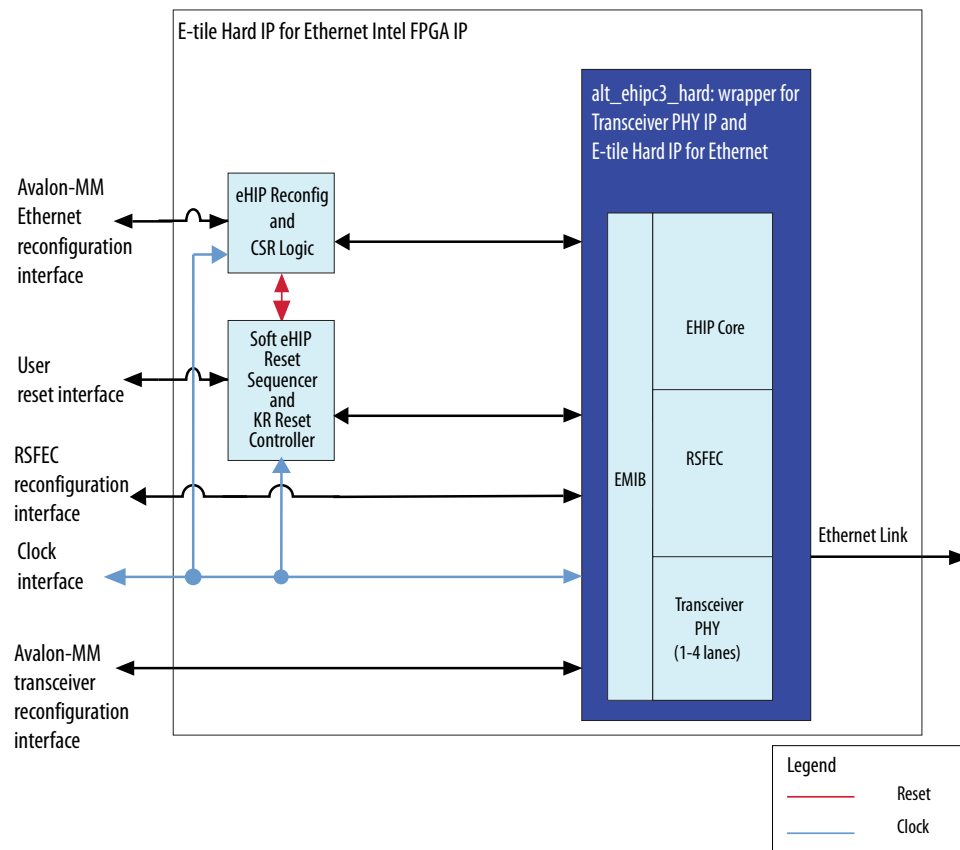 E-tile Hard IP for Ethernet Intel FPGA IP
alt_ehipc3_hard: wrapper for
Transceiver PHY IP and
E-tile Hard IP for Ethernet
Avalon-MM
Ethernet
reconfiguration
interface
eHIP Reconfig
and
CSR Logic
User
reset interface
Soft eHIP
Reset
Sequencer
and
KR Reset
Controller
RSFEC
reconfiguration
interface
Clock
interface
Avalon-MM
transceiver
reconfiguration
interface
EMIB
EHIP Core
RSFEC
Transceiver
PHY
(1-4 lanes)
Ethernet Link
Legend
Reset
Clock